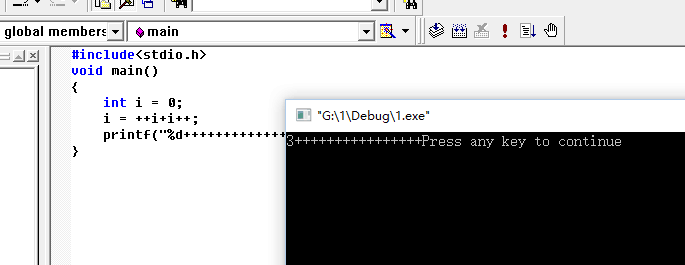 global members
main
#include<stdio.h>
void main()
{
int i = 0;
i = ++i+i++;
printf("%d+++++++++++++
}
"G:\1\Debug\1.exe"
3++++++++++++++++Press any key to continue